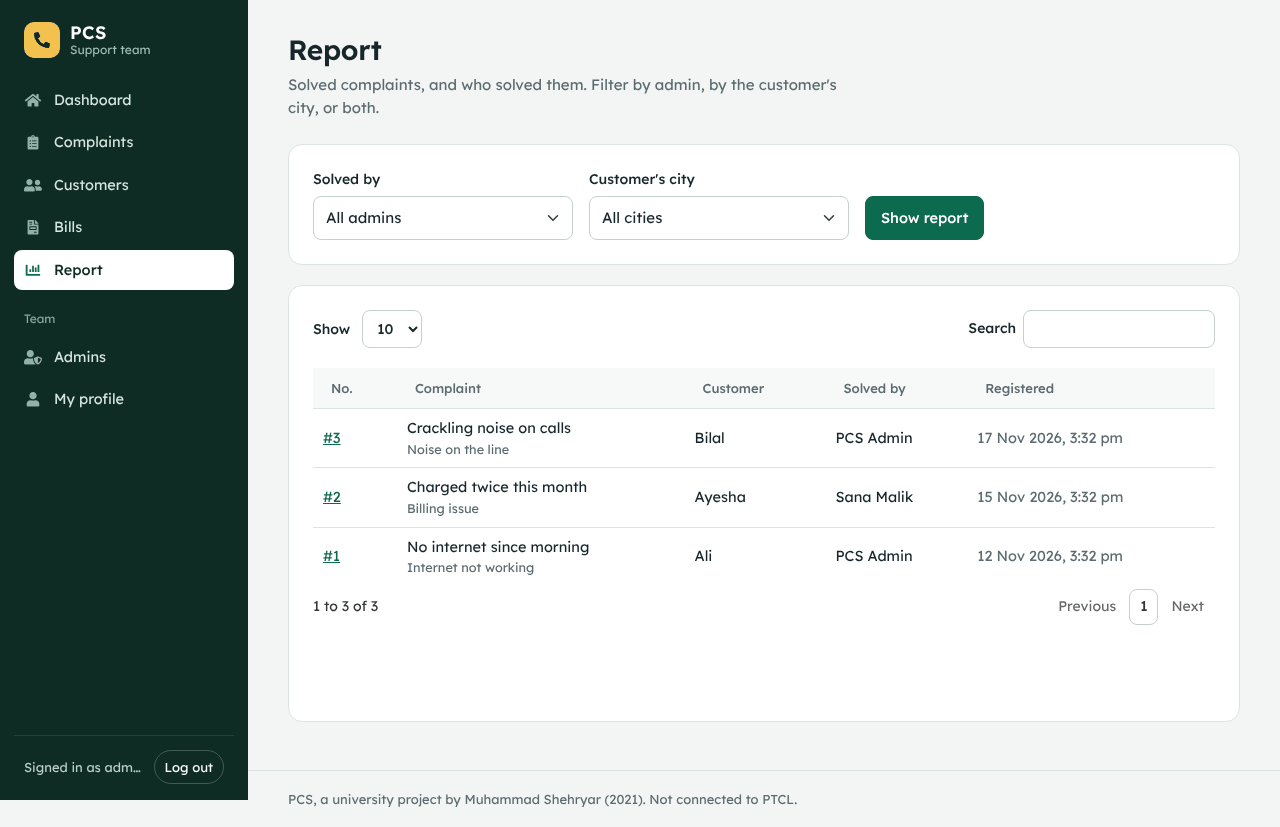 PCS
Support team
Dashboard
Complaints
Customers
Bills
Report
Team
Admins
My profile
Signed in as adm…
Log out
Report
Solved complaints, and who solved them. Filter by admin, by the customer's
city, or both.
Solved by
Customer's city
All admins
All cities
Show report
Show 10
Search
No. Complaint Customer Solved by Registered
#3 Crackling noise on calls Bilal PCS Admin 17 Nov 2026, 3:32 pm
Noise on the line
#2 Charged twice this month Ayesha Sana Malik 15 Nov 2026, 3:32 pm
Billing issue
#1 No internet since morning Ali PCS Admin 12 Nov 2026, 3:32 pm
Internet not working
1 to 3 of 3
Previous 1 Next
PCS, a university project by Muhammad Shehryar (2021). Not connected to PTCL.